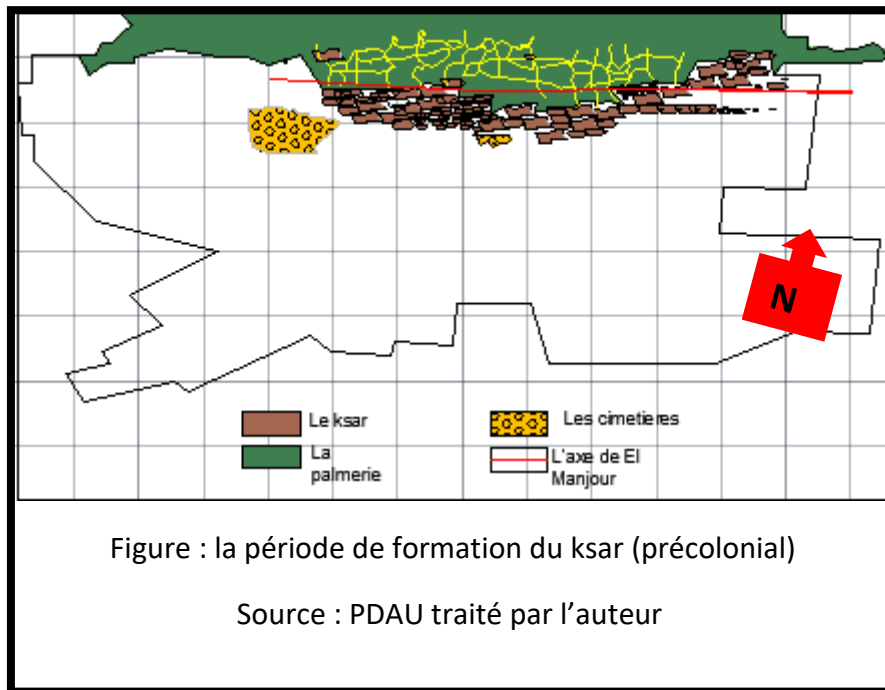 N
Le ksar
Les cimetieres
La
palmerie
L'axe de El
Manjour
Figure : la période de formation du ksar (précolonial)
Source : PDAU traité par l’auteur